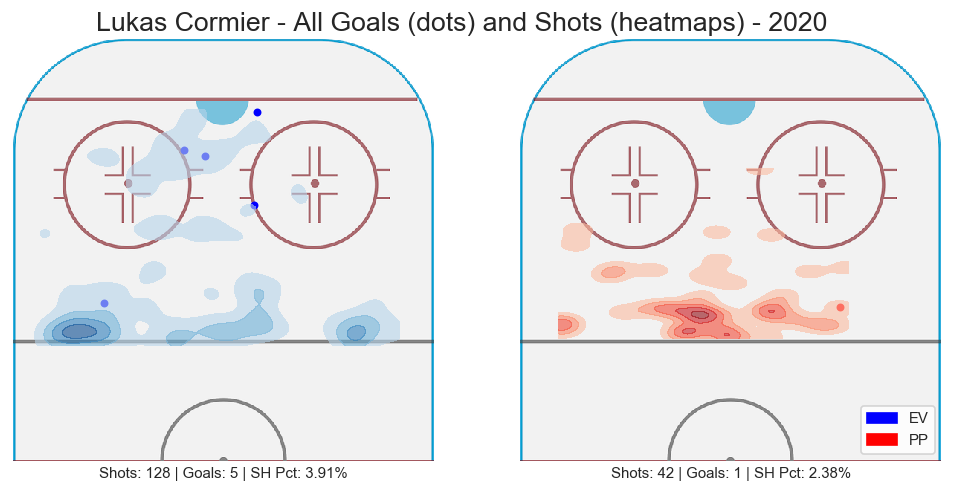 Lukas Cormier - All Goals (dots) and Shots (heatmaps) - 2020
EV
PP
Shots: 128 | Goals: 5 | SH Pct: 3.91%
Shots: 42 | Goals: 1 | SH Pct: 2.38%